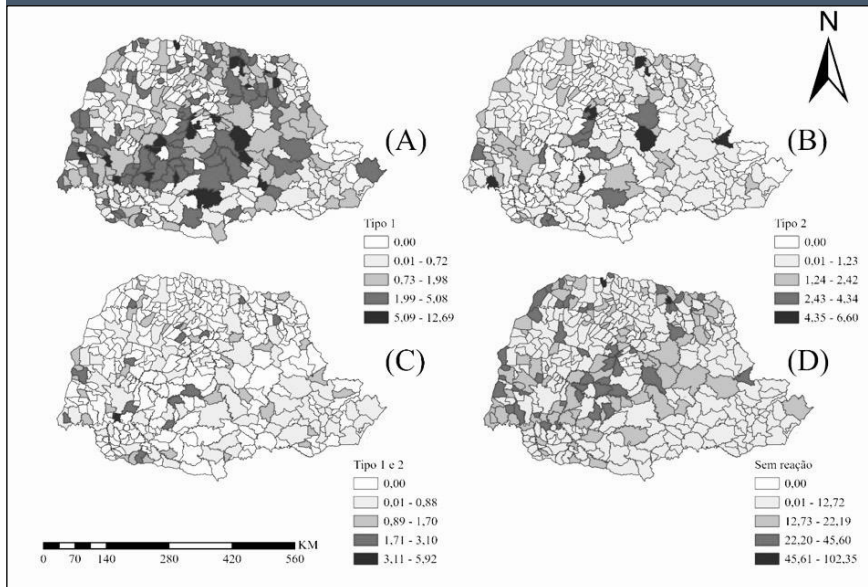 N
(A)
Tipo 1
0,00
0,01 - 0,72
0,73 - 1,98
1,99 - 5,08
5,09 - 12,69
(B)
Tipo 2
0,00
0,01 - 1,23
1,24 - 2,42
2,43 - 4,34
4,35 - 6,60
(C)
Tipo 1 e 2
0,00
0,01 - 0,88
0,89 - 1,70
1,71 - 3,10
3,11 - 5,92
(D)
Sem reação
0,00
0,01 - 12,72
12,73 - 22,19
22,20 - 45,60
45,61 - 102,35
KM
0 70 140 280 420 560